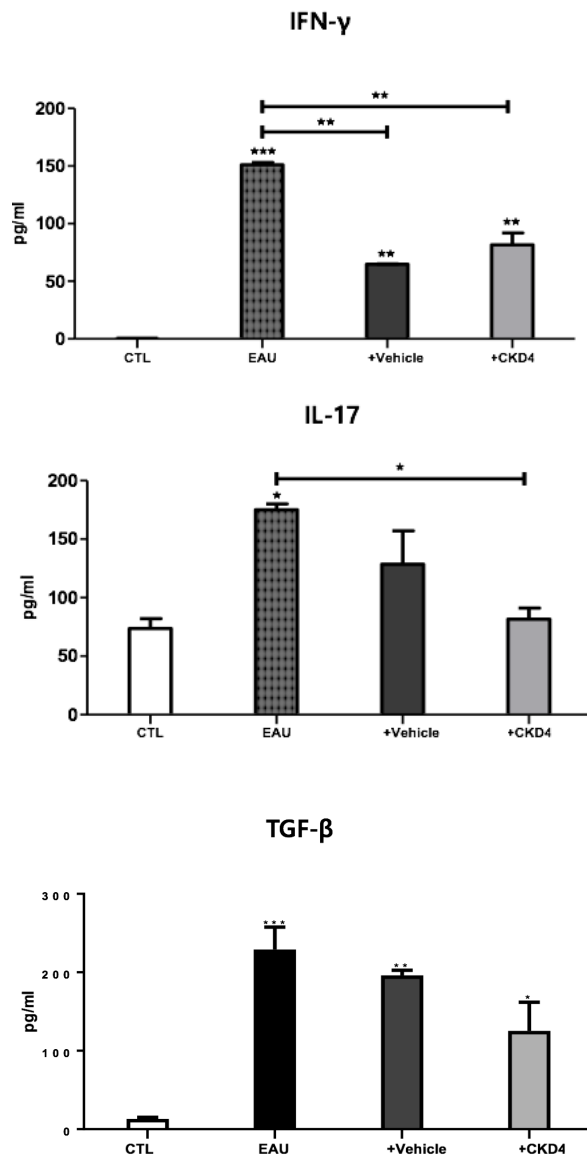 IFN-γ
**
**
200
***
150
pg/ml
100
**
**
50
0
CTL EAU +Vehicle +CKD4
IL-17
*
200
*
150
pg/ml
100
50
0
CTL EAU +Vehicle +CKD4
TGF-β
300
***
200
**
pg/ml
*
100
0
CTL EAU +Vehicle +CKD4